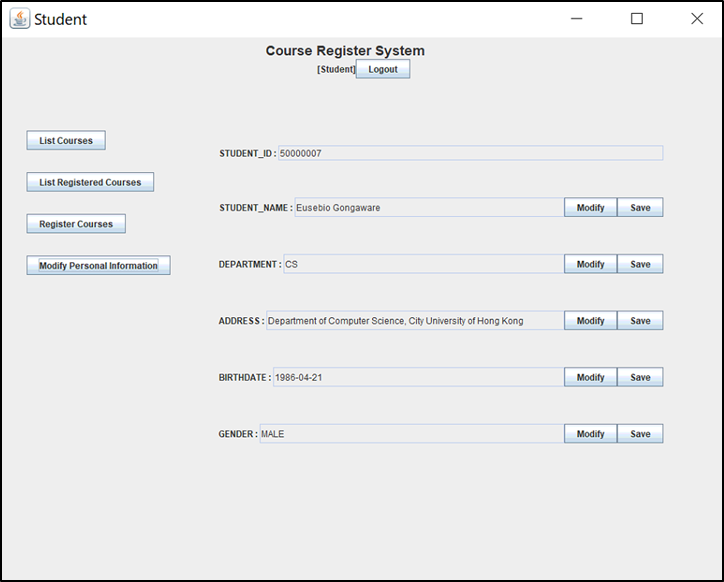 Student
Course Register System
[Student] Logout
List Courses
List Registered Courses
Register Courses
Modify Personal Information
STUDENT_ID : 50000007
STUDENT_NAME : Eusebio Gongaware Modify Save
DEPARTMENT : CS Modify Save
ADDRESS : Department of Computer Science, City University of Hong Kong Modify Save
BIRTHDATE : 1986-04-21 Modify Save
GENDER : MALE Modify Save